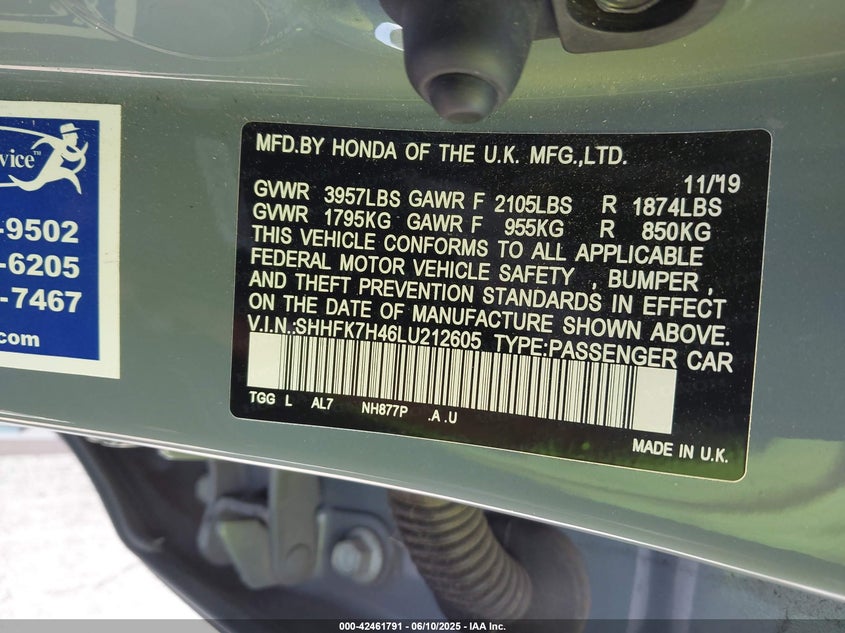 vice™
-9502
-6205
-7467
.com
MFD.BY HONDA OF THE U.K. MFG.,LTD.
11/'19
GVWR 3957LBS GAWR F 2105LBS R 1874LBS
GVWR 1795KG GAWR F 955KG R 850KG
THIS VEHICLE CONFORMS TO ALL APPLICABLE
FEDERAL MOTOR VEHICLE SAFETY , BUMPER ,
AND THEFT PREVENTION STANDARDS IN EFFECT
ON THE DATE OF MANUFACTURE SHOWN ABOVE.
V.I.N.:SHHFK7H46LU212605 TYPE:PASSENGER CAR
TGG L AL7 NH877P .A .U
MADE IN U.K.
000-42461791 - 06/10/2025 - IAA Inc.